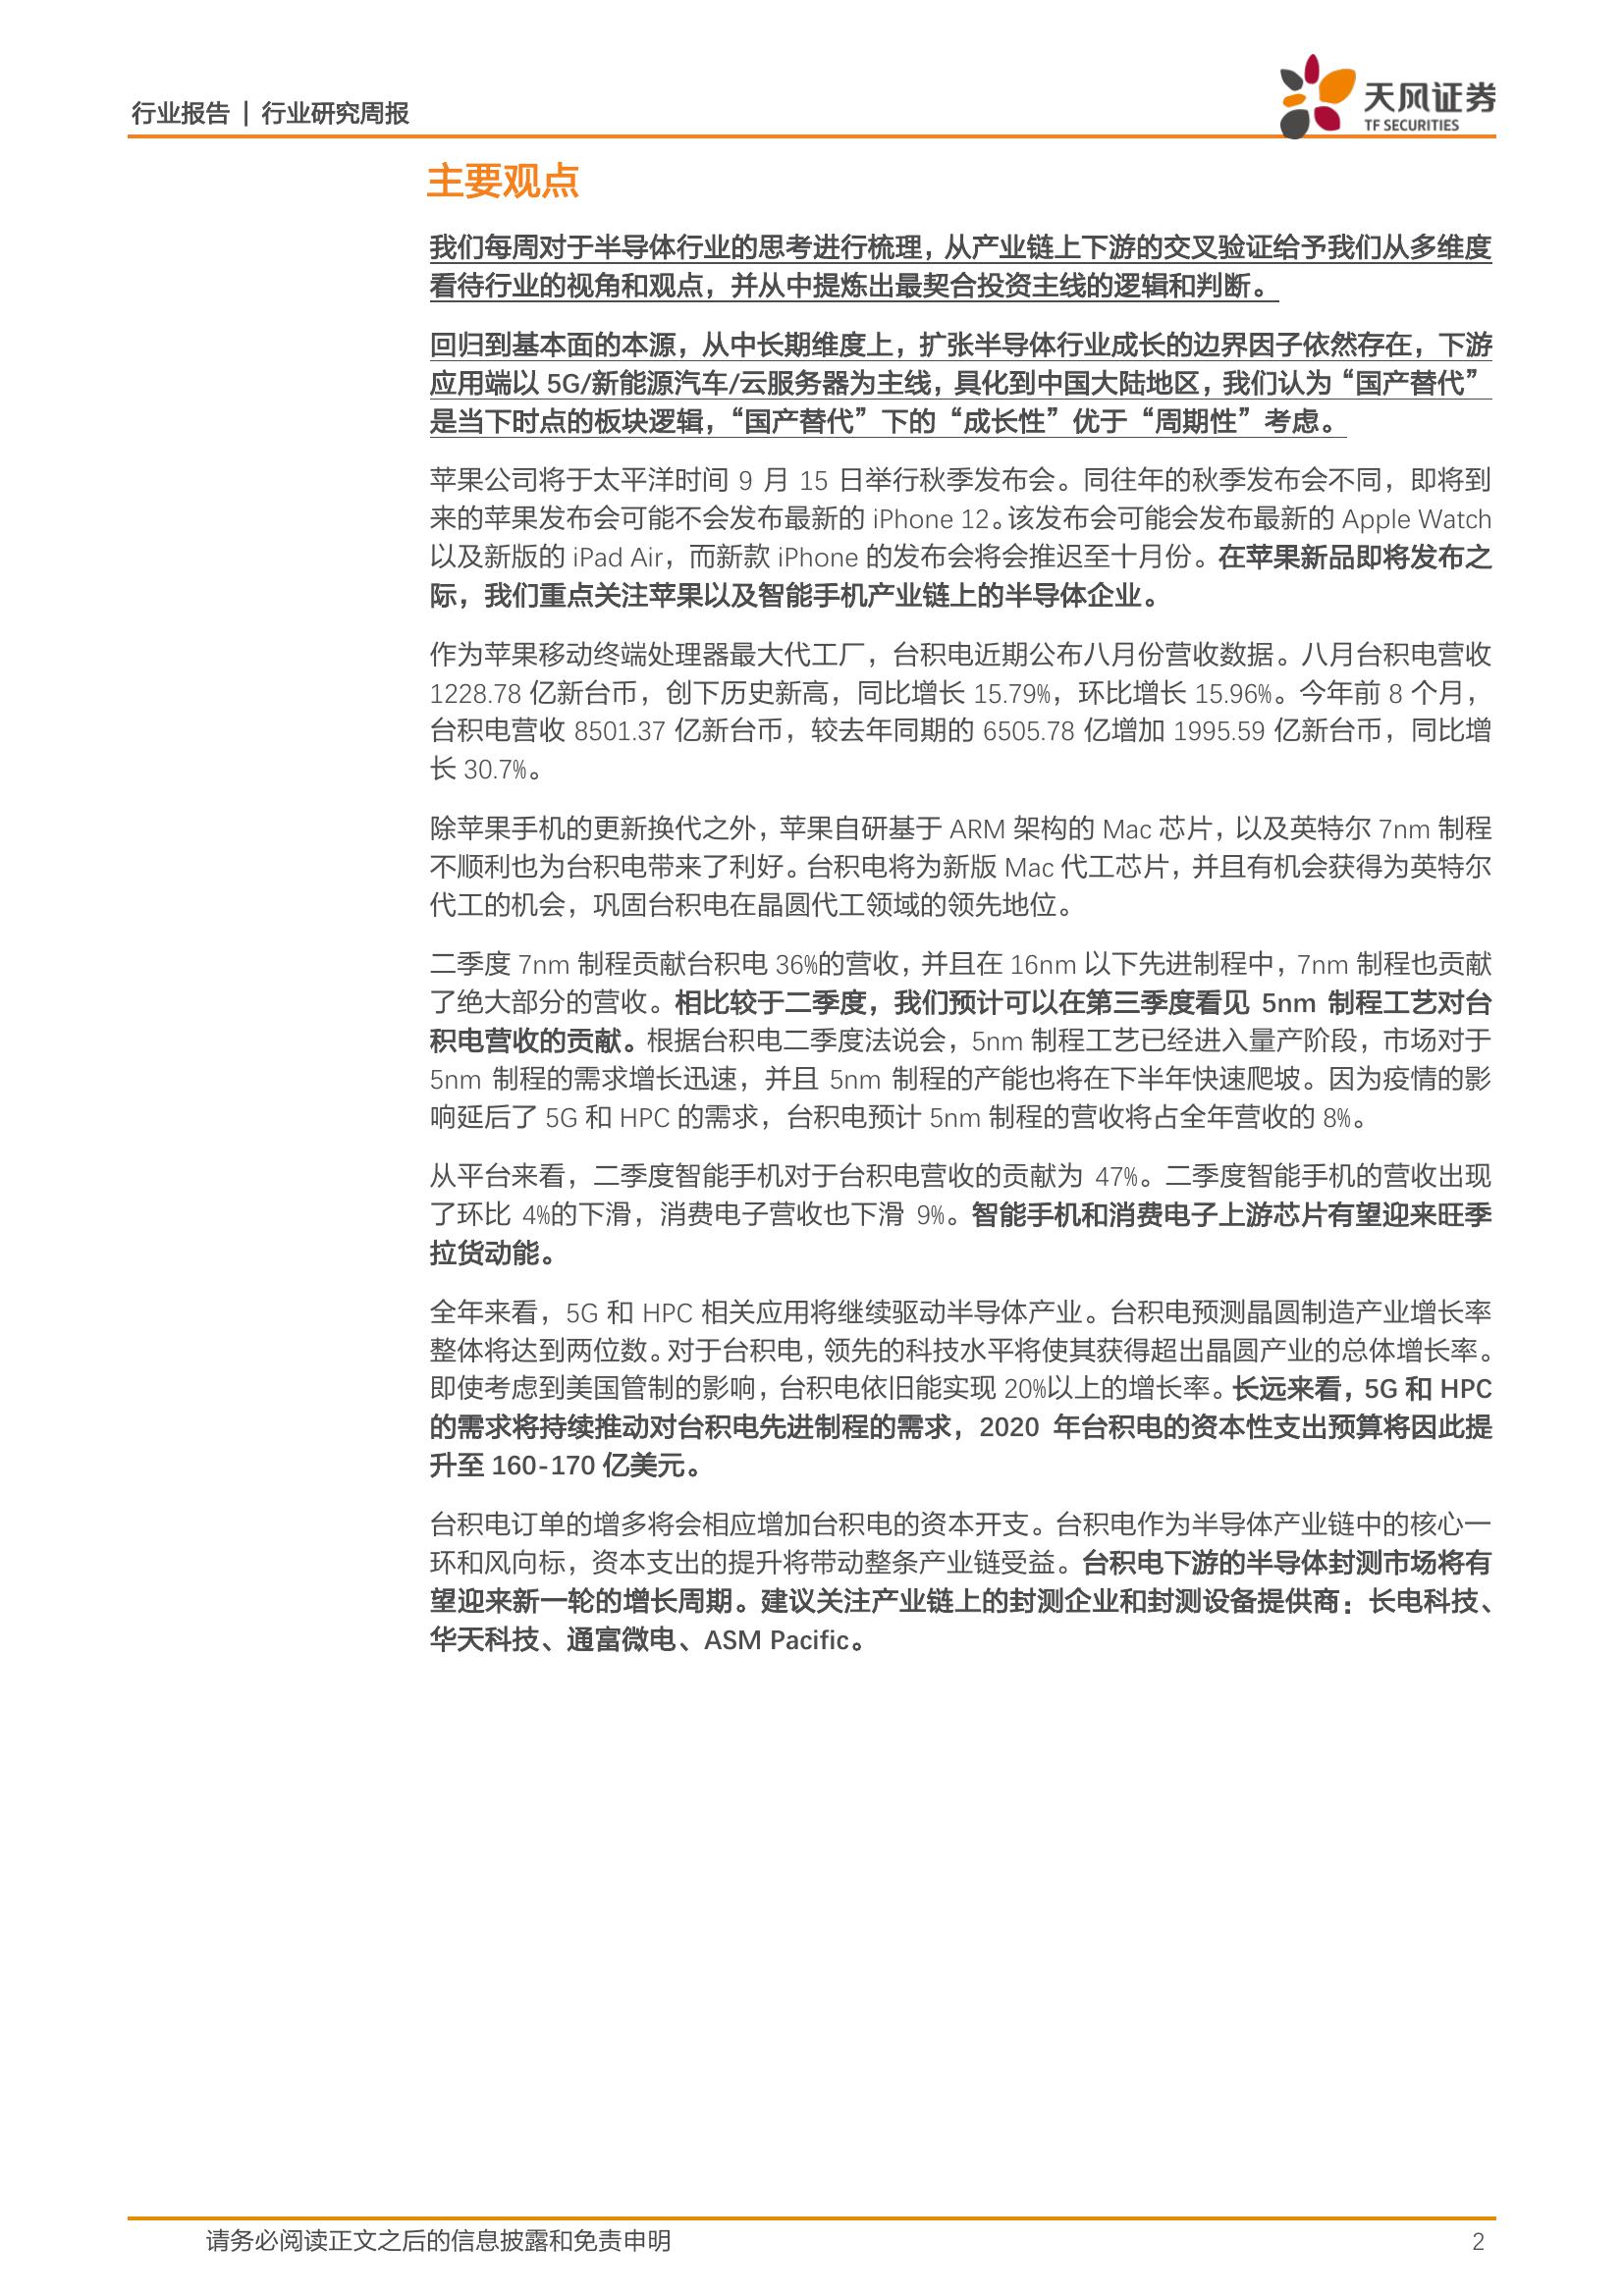 行业报告 | 行业研究周报
天风证券
TF SECURITIES
主要观点
我们每周对于半导体行业的思考进行梳理，从产业链上下游的交叉验证给予我们从多维度
看待行业的视角和观点，并从中提炼出最契合投资主线的逻辑和判断。
回归到基本面的本源，从中长期维度上，扩张半导体行业成长的边界因子依然存在，下游
应用端以 5G/新能源汽车/云服务器为主线，具化到中国大陆地区，我们认为“国产替代”
是当下时点的板块逻辑，“国产替代”下的“成长性”优于“周期性”考虑。
苹果公司将于太平洋时间 9 月 15 日举行秋季发布会。同往年的秋季发布会不同，即将到
来的苹果发布会可能不会发布最新的 iPhone 12。该发布会可能会发布最新的 Apple Watch
以及新版的 iPad Air，而新款 iPhone 的发布会将会推迟至十月份。在苹果新品即将发布之
际，我们重点关注苹果以及智能手机产业链上的半导体企业。
作为苹果移动终端处理器最大代工厂，台积电近期公布八月份营收数据。八月台积电营收
1228.78 亿新台币，创下历史新高，同比增长 15.79%，环比增长 15.96%。今年前 8 个月，
台积电营收 8501.37 亿新台币，较去年同期的 6505.78 亿增加 1995.59 亿新台币，同比增
长 30.7%。
除苹果手机的更新换代之外，苹果自研基于 ARM 架构的 Mac 芯片，以及英特尔 7nm 制程
不顺利也为台积电带来了利好。台积电将为新版 Mac 代工芯片，并且有机会获得为英特尔
代工的机会，巩固台积电在晶圆代工领域的领先地位。
二季度 7nm 制程贡献台积电 36%的营收，并且在 16nm 以下先进制程中，7nm 制程也贡献
了绝大部分的营收。相比较于二季度，我们预计可以在第三季度看见 5nm 制程工艺对台
积电营收的贡献。根据台积电二季度法说会，5nm 制程工艺已经进入量产阶段，市场对于
5nm 制程的需求增长迅速，并且 5nm 制程的产能也将在下半年快速爬坡。因为疫情的影
响延后了 5G 和 HPC 的需求，台积电预计 5nm 制程的营收将占全年营收的 8%。
从平台来看，二季度智能手机对于台积电营收的贡献为 47%。二季度智能手机的营收出现
了环比 4%的下滑，消费电子营收也下滑 9%。智能手机和消费电子上游芯片有望迎来旺季
拉货动能。
全年来看，5G 和 HPC 相关应用将继续驱动半导体产业。台积电预测晶圆制造产业增长率
整体将达到两位数。对于台积电，领先的科技水平将使其获得超出晶圆产业的总体增长率。
即使考虑到美国管制的影响，台积电依旧能实现 20%以上的增长率。长远来看，5G 和 HPC
的需求将持续推动对台积电先进制程的需求，2020 年台积电的资本性支出预算将因此提
升至 160-170 亿美元。
台积电订单的增多将会相应增加台积电的资本开支。台积电作为半导体产业链中的核心一
环和风向标，资本支出的提升将带动整条产业链受益。台积电下游的半导体封测市场将有
望迎来新一轮的增长周期。建议关注产业链上的封测企业和封测设备提供商：长电科技、
华天科技、通富微电、ASM Pacific。
请务必阅读正文之后的信息披露和免责申明
2